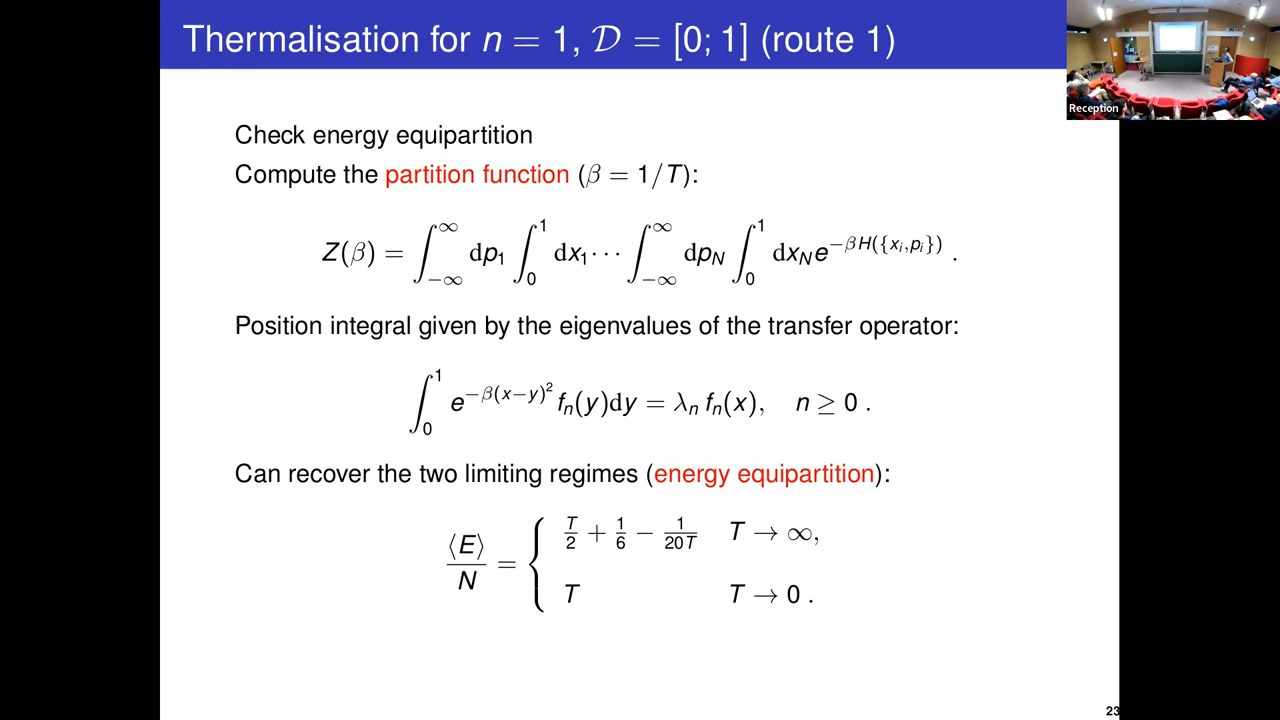 Thermalisation for n = 1, 𝒟 = [0; 1] (route 1)
Reception
Check energy equipartition
Compute the partition function (β = 1/T):
Z(β) = ∫_{−∞}^{∞} dp₁ ∫_0^1 dx₁ ⋯ ∫_{−∞}^{∞} dp_N ∫_0^1 dx_N e^{−βH({x_i,p_i})} .
Position integral given by the eigenvalues of the transfer operator:
∫_0^1 e^{−β(x−y)²} f_n(y)dy = λ_n f_n(x), n ≥ 0 .
Can recover the two limiting regimes (energy equipartition):
⟨E⟩/N = { T/2 + 1/6 − 1/20T T → ∞,
T T → 0 .
23